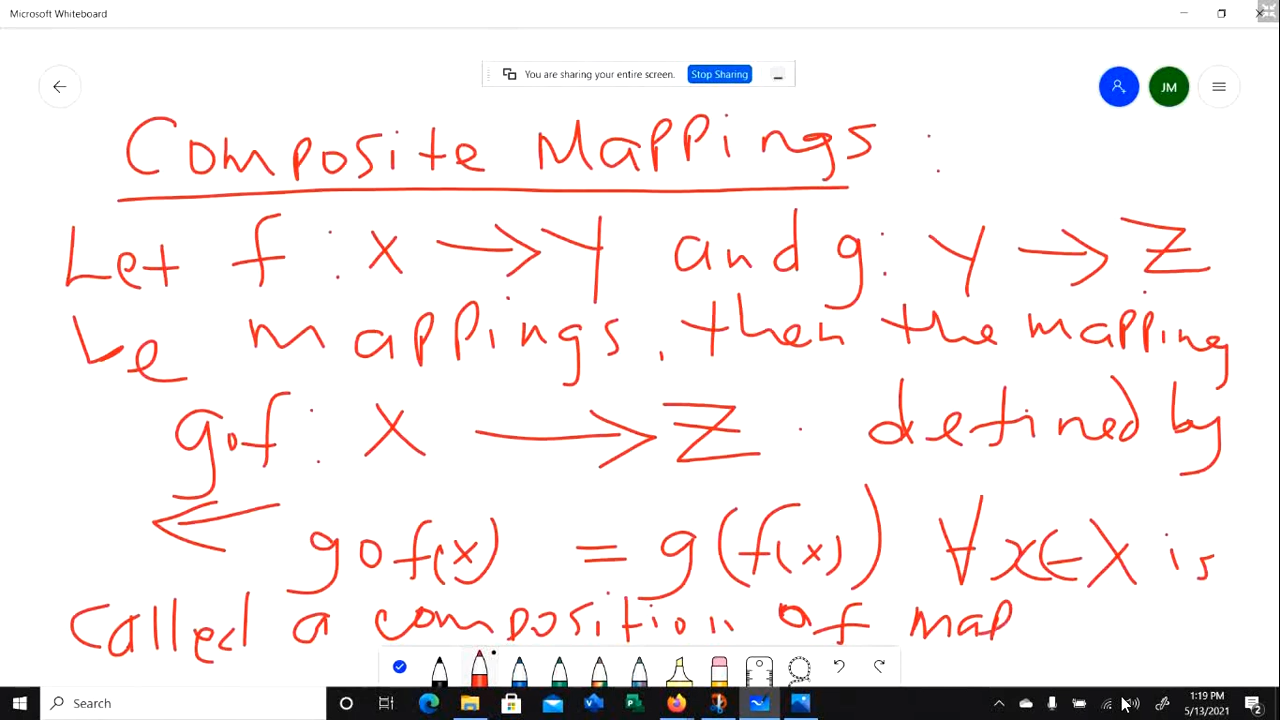 Microsoft Whiteboard
You are sharing your entire screen. Stop Sharing
JM
Composite Mappings :
Let f : X → Y and g : Y → Z
be mappings, then the mapping
gof : X → Z defined by
gof(x) = g(f(x)) ∀ x ∈ X is
called a composition of map
Search
1:19 PM
5/13/2021
2